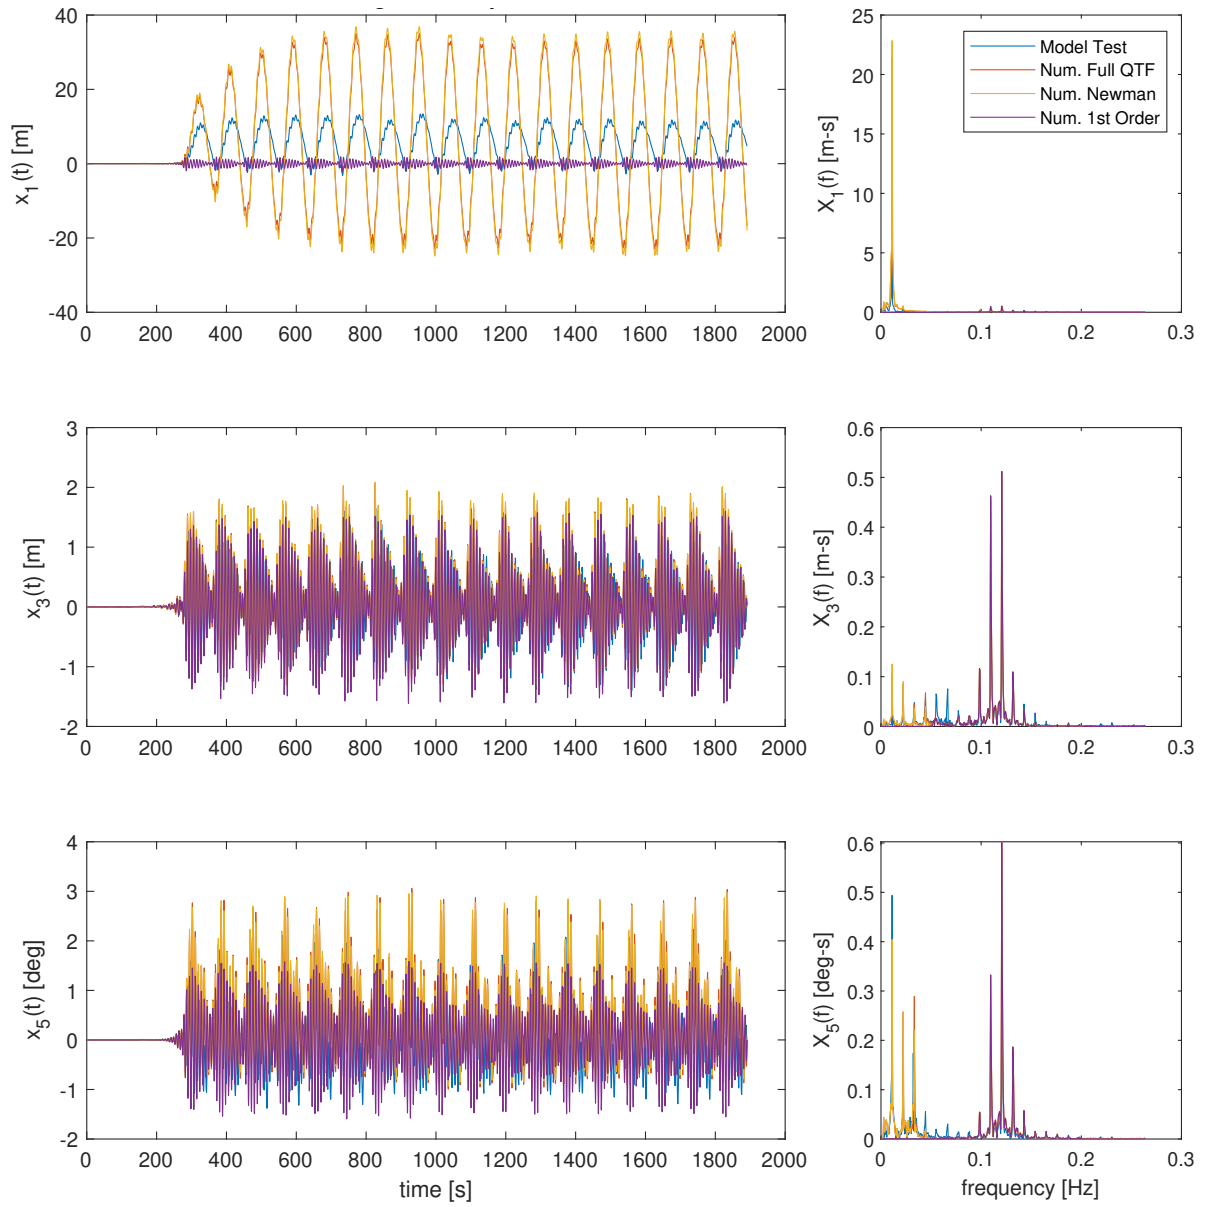 40
20
0
-20
-40
x1(t) [m]
0 200 400 600 800 1000 1200 1400 1600 1800 2000
25
20
15
10
5
0
X1(f) [m-s]
0 0.1 0.2 0.3
Model Test
Num. Full QTF
Num. Newman
Num. 1st Order
3
2
1
0
-1
-2
x3(t) [m]
0 200 400 600 800 1000 1200 1400 1600 1800 2000
0.6
0.5
0.4
0.3
0.2
0.1
0
X3(f) [m-s]
0 0.1 0.2 0.3
4
3
2
1
0
-1
-2
x5(t) [deg]
0 200 400 600 800 1000 1200 1400 1600 1800 2000
time [s]
0.6
0.5
0.4
0.3
0.2
0.1
0
X5(f) [deg-s]
0 0.1 0.2 0.3
frequency [Hz]